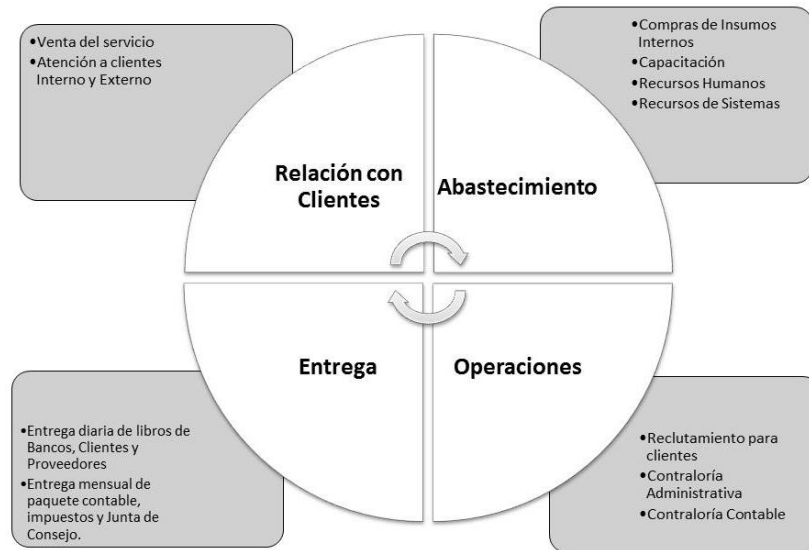 •Venta del servicio
•Atención a clientes
Interno y Externo
•Compras de Insumos
Internos
•Capacitación
•Recursos Humanos
•Recursos de Sistemas
Relación con
Clientes
Abastecimiento
Entrega
Operaciones
•Entrega diaria de libros de
Bancos, Clientes y
Proveedores
•Entrega mensual de
paquete contable,
impuestos y Junta de
Consejo.
•Reclutamiento para
clientes
•Contraloría
Administrativa
•Contraloría Contable